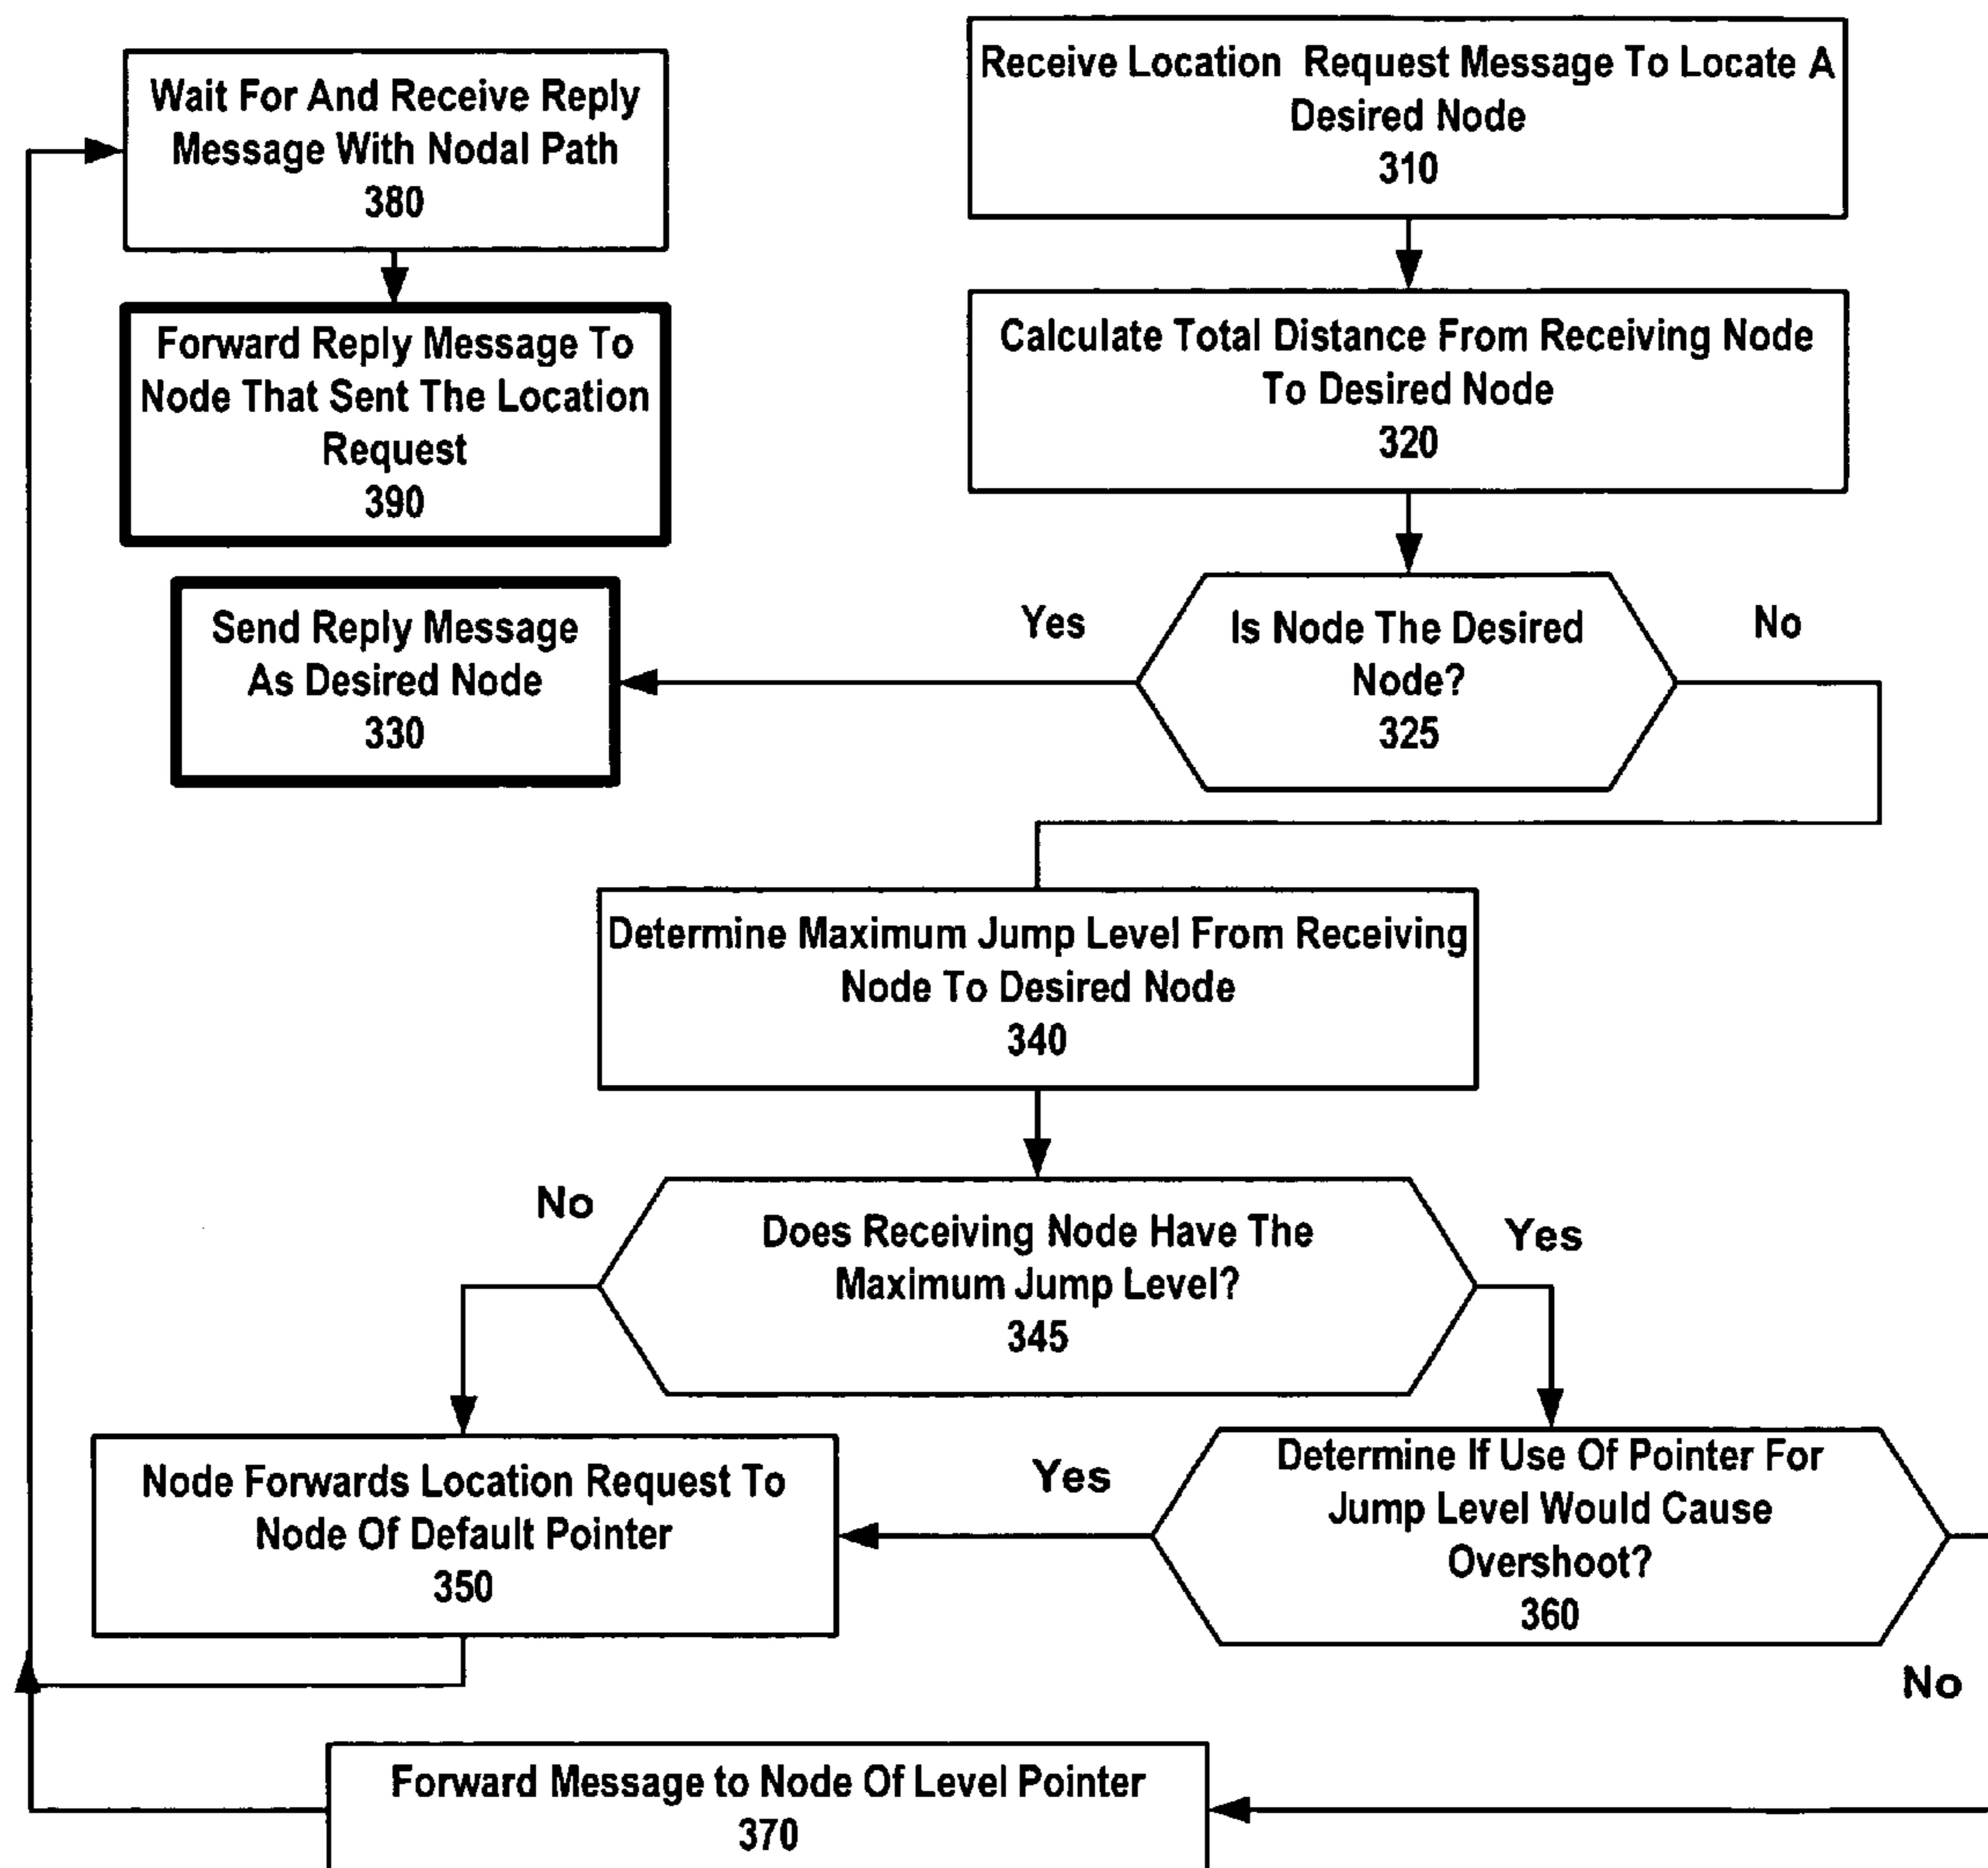 Receive Location Request Message To Locate A
Desired Node
310
Calculate Total Distance From Receiving Node
To Desired Node
320
Is Node The Desired
Node?
325
Yes
No
Send Reply Message
As Desired Node
330
Determine Maximum Jump Level From Receiving
Node To Desired Node
340
Does Receiving Node Have The
Maximum Jump Level?
345
No
Yes
Node Forwards Location Request To
Node Of Default Pointer
350
Determine If Use Of Pointer For
Jump Level Would Cause
Overshoot?
360
Yes
No
Forward Message to Node Of Level Pointer
370
Wait For And Receive Reply
Message With Nodal Path
380
Forward Reply Message To
Node That Sent The Location
Request
390